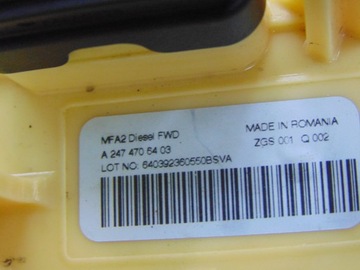 MFA2 Diesel FWD
MADE IN ROMANIA
A 247 470 64 03
ZGS 001 Q 002
LOT NO: 640392360550BSVA